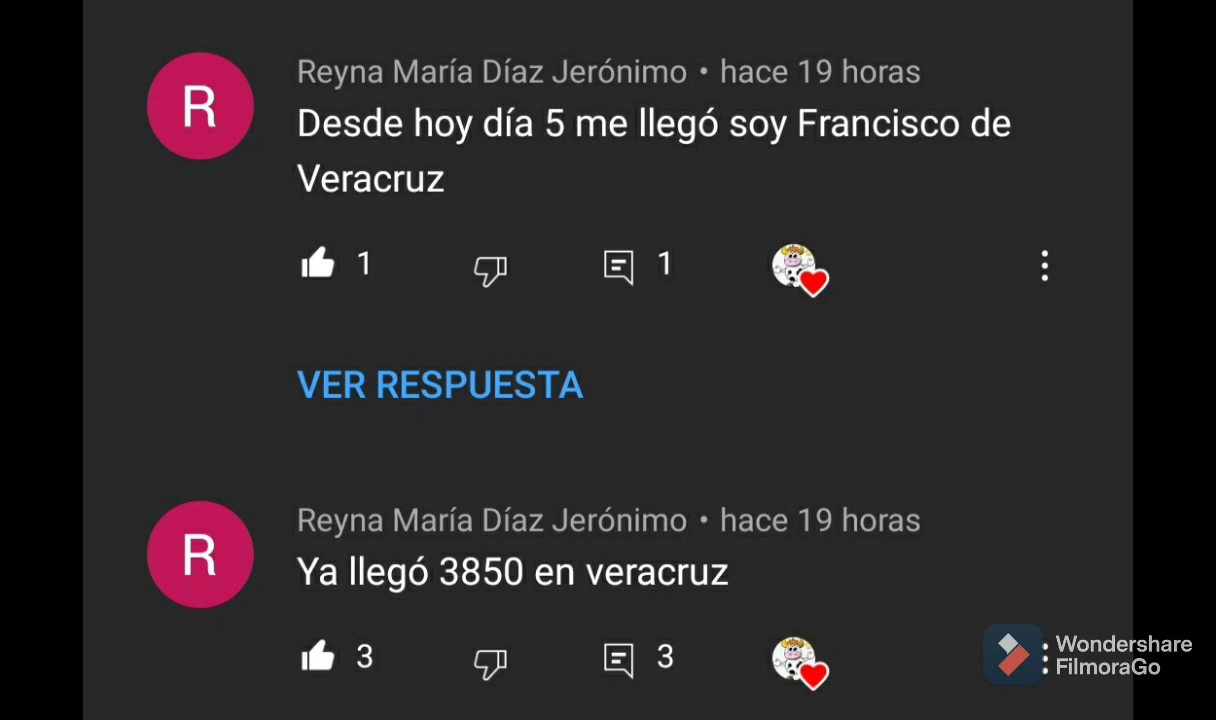 R
Reyna María Díaz Jerónimo • hace 19 horas
Desde hoy día 5 me llegó soy Francisco de
Veracruz
1
1
VER RESPUESTA
R
Reyna María Díaz Jerónimo • hace 19 horas
Ya llegó 3850 en veracruz
3
3
Wondershare
FilmoraGo